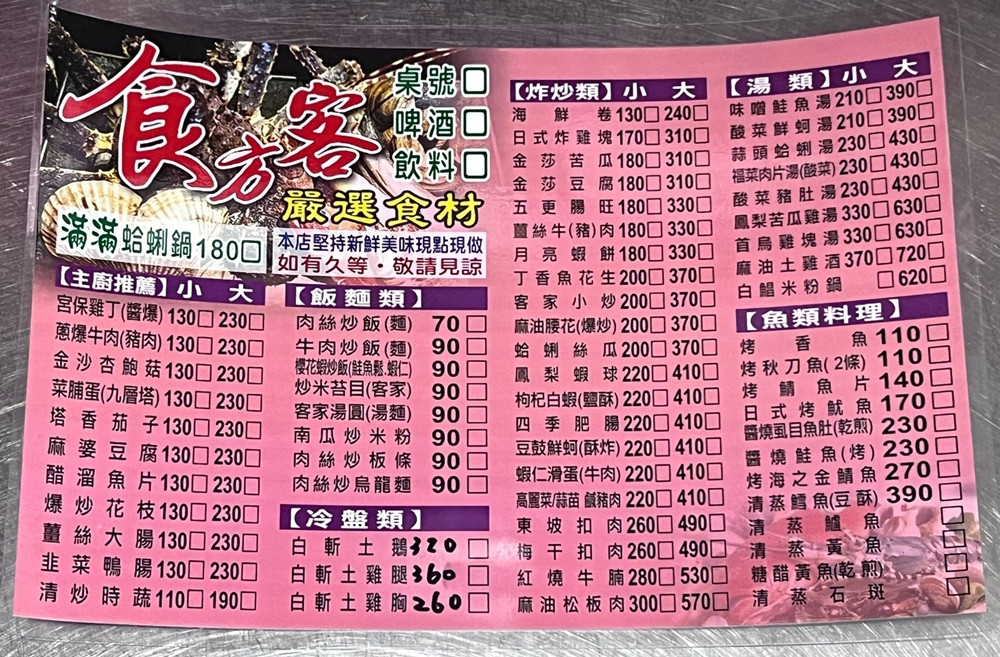 食方客
桌號□
啤酒□
飲料□
嚴選食材
滿滿蛤蜊鍋180□
本店堅持新鮮美味現點現做
如有久等·敬請見諒
【主廚推薦】小 大
宮保雞丁(醬爆) 130□ 230□
蔥爆牛肉(豬肉) 130□ 230□
金沙杏鮑菇 130□ 230□
菜脯蛋(九層塔) 130□ 230□
塔香茄子 130□ 230□
麻婆豆腐 130□ 230□
醋溜魚片 130□ 230□
爆炒花枝 130□ 230□
薑絲大腸 130□ 230□
韭菜鴨腸 130□ 230□
清炒時蔬 110□ 190□
【飯麵類】
肉絲炒飯(麵) 70□
牛肉炒飯(麵) 90□
櫻花蝦炒飯(鮭魚鬆.蝦仁) 90□
炒米苔目(客家) 90□
客家湯圓(湯麵) 90□
南瓜炒米粉 90□
肉絲炒板條 90□
肉絲炒烏龍麵 90□
【冷盤類】
白斬土鵝 320□
白斬土雞腿 360□
白斬土雞胸 260□
【炸炒類】小 大
海鮮卷 130□ 240□
日式炸雞塊 170□ 310□
金莎苦瓜 180□ 310□
金莎豆腐 180□ 310□
五更腸旺 180□ 330□
薑絲牛(豬)肉 180□ 330□
月亮蝦餅 180□ 330□
丁香魚花生 200□ 370□
客家小炒 200□ 370□
麻油腰花(爆炒) 200□ 370□
蛤蜊絲瓜 200□ 370□
鳳梨蝦球 220□ 410□
枸杞白蝦(鹽酥) 220□ 410□
四季肥腸 220□ 410□
豆鼓鮮蚵(酥炸) 220□ 410□
蝦仁滑蛋(牛肉) 220□ 410□
高麗菜/蒜苗 鹹豬肉 220□ 410□
東坡扣肉 260□ 490□
梅干扣肉 260□ 490□
紅燒牛腩 280□ 530□
麻油松板肉 300□ 570□
【湯類】小 大
味噌鮭魚湯 210□ 390□
酸菜鮮蚵湯 210□ 390□
蒜頭蛤蜊湯 230□ 430□
福菜肉片湯(酸菜) 230□ 430□
酸菜豬肚湯 230□ 430□
鳳梨苦瓜雞湯 330□ 630□
首烏雞塊湯 330□ 630□
麻油土雞酒 370□ 720□
白鯧米粉鍋 □ 620□
【魚類料理】
烤香魚 110□
烤秋刀魚(2條) 110□
烤鯖魚片 140□
日式烤魷魚 170□
醬燒虱目魚肚(乾煎) 230□
醬燒鮭魚(烤) 230□
烤海之金鯖魚 270□
清蒸鱈魚(豆酥) 390□
清蒸鱸魚 □
清蒸黃魚 □
糖醋黃魚(乾煎) □
清蒸石斑 □